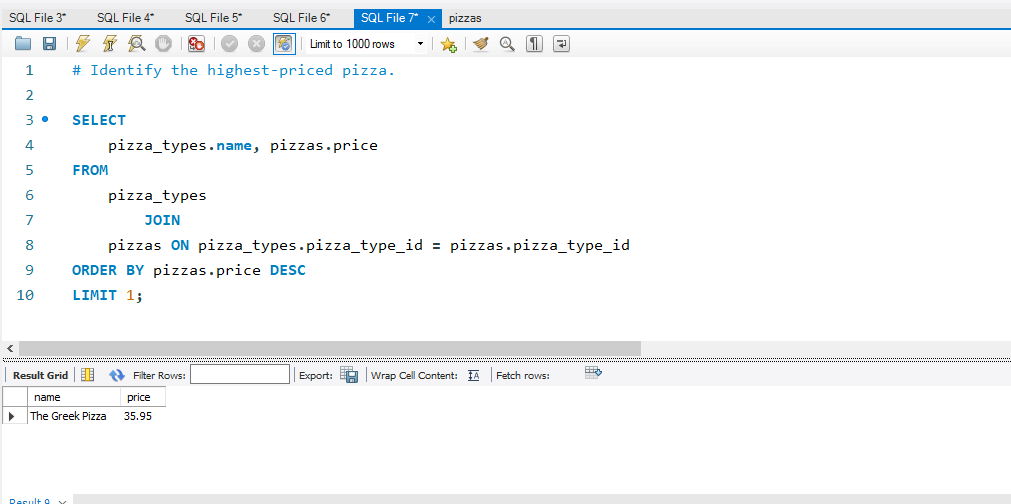 SQL File 3* SQL File 4* SQL File 5* SQL File 6* SQL File 7* × pizzas
Limit to 1000 rows
1 # Identify the highest-priced pizza.
2
3 SELECT
4 pizza_types.name, pizzas.price
5 FROM
6 pizza_types
7 JOIN
8 pizzas ON pizza_types.pizza_type_id = pizzas.pizza_type_id
9 ORDER BY pizzas.price DESC
10 LIMIT 1;
Result Grid Filter Rows: Export: Wrap Cell Content: IA Fetch rows:
name price
The Greek Pizza 35.95
Result 9